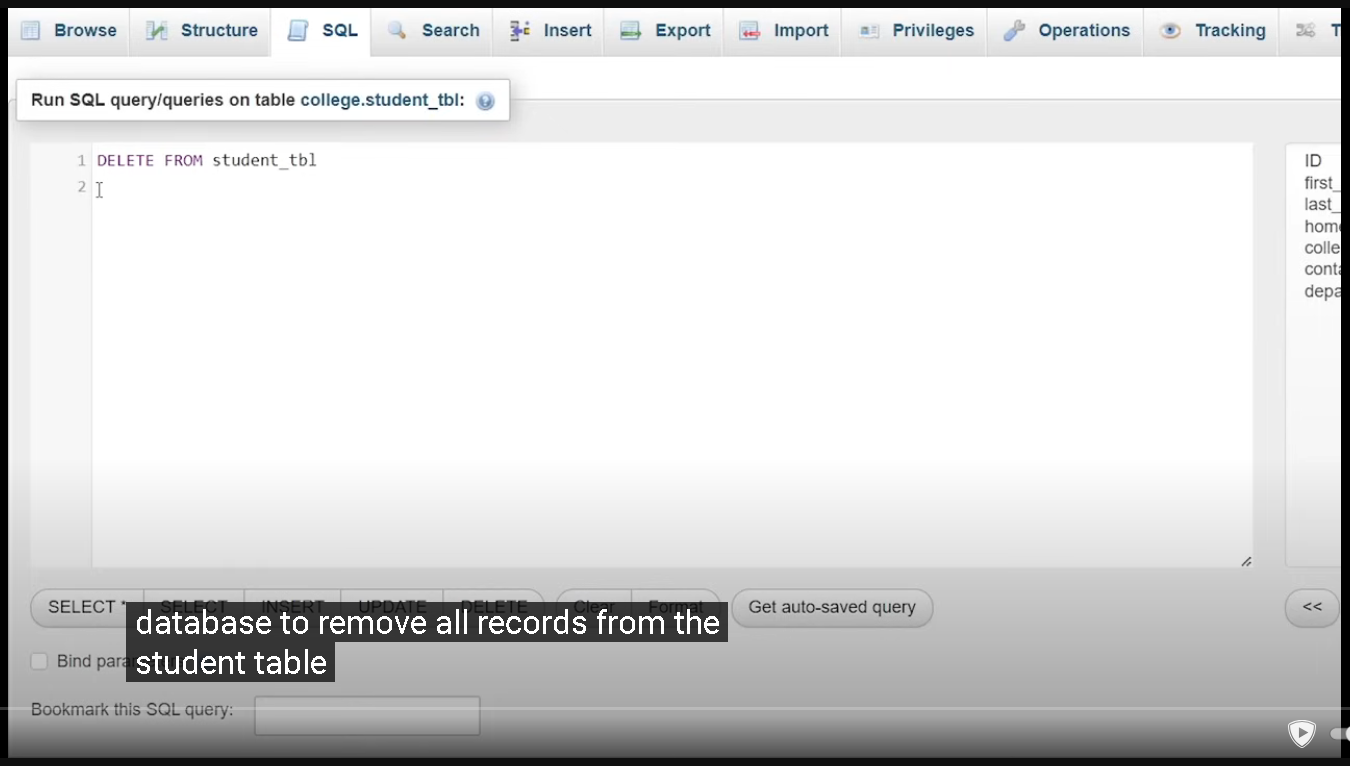 Browse Structure SQL Search Insert Export Import Privileges Operations Tracking
Run SQL query/queries on table college.student_tbl:
1 DELETE FROM student_tbl
2
ID
first_
last_
home
colle
conta
depa
SELECT * SELECT INSERT UPDATE DELETE Clear Format Get auto-saved query <<
database to remove all records from the
student table
Bind para
Bookmark this SQL query: